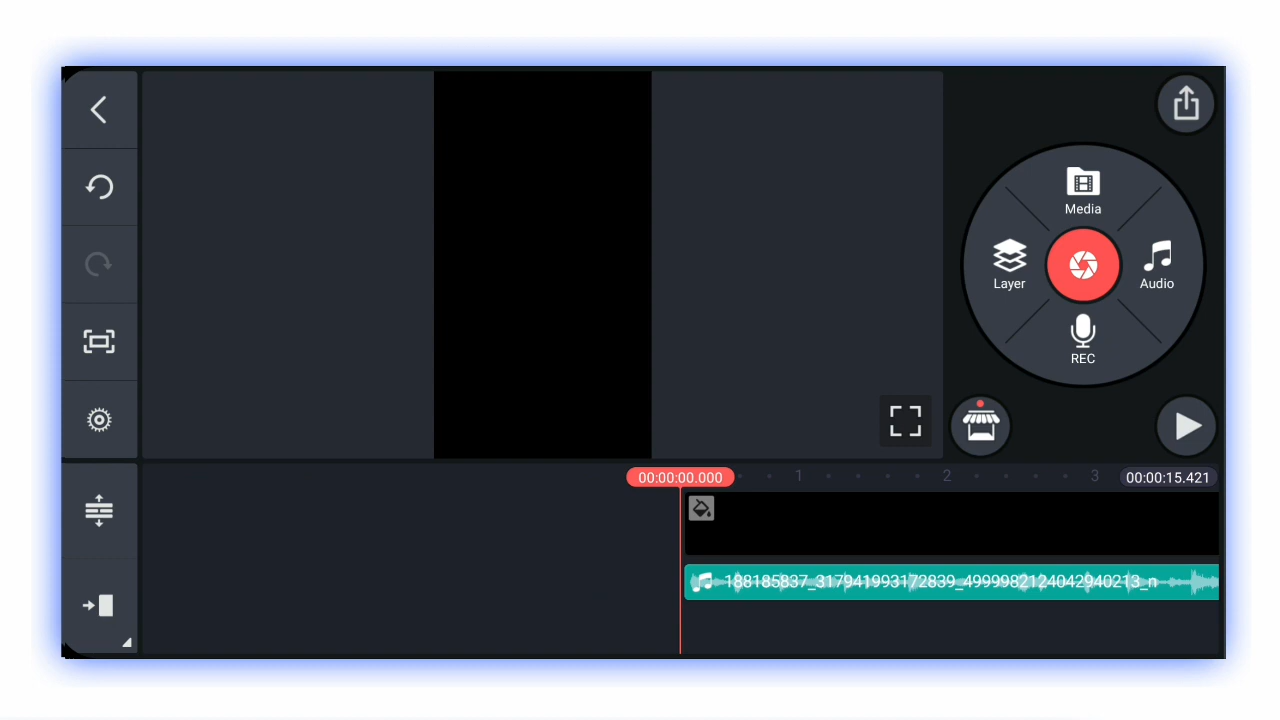 Media
Layer
Audio
REC
00:00:00.000
1
2
3
00:00:15.421
188185837_317941993172839_4999982124042940213_n